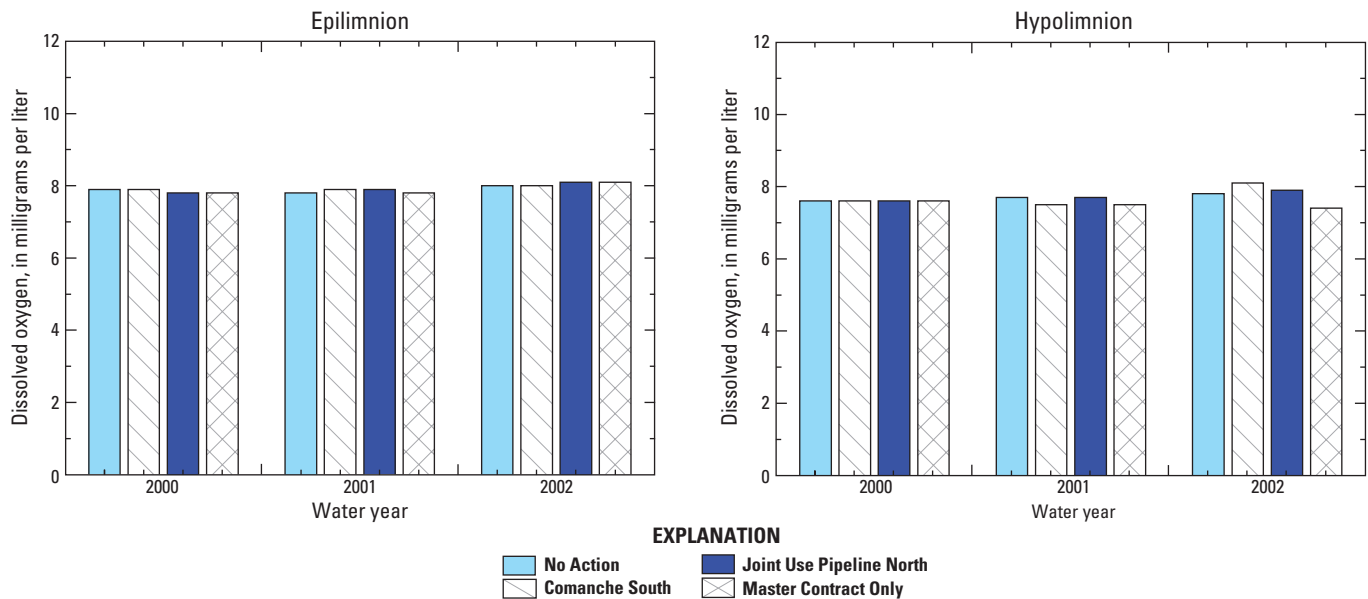 Epilimnion
12
10
8
6
4
2
0
Dissolved oxygen, in milligrams per liter
2000 2001 2002
Water year
Hypolimnion
12
10
8
6
4
2
0
Dissolved oxygen, in milligrams per liter
2000 2001 2002
Water year
EXPLANATION
No Action Joint Use Pipeline North
Comanche South Master Contract Only